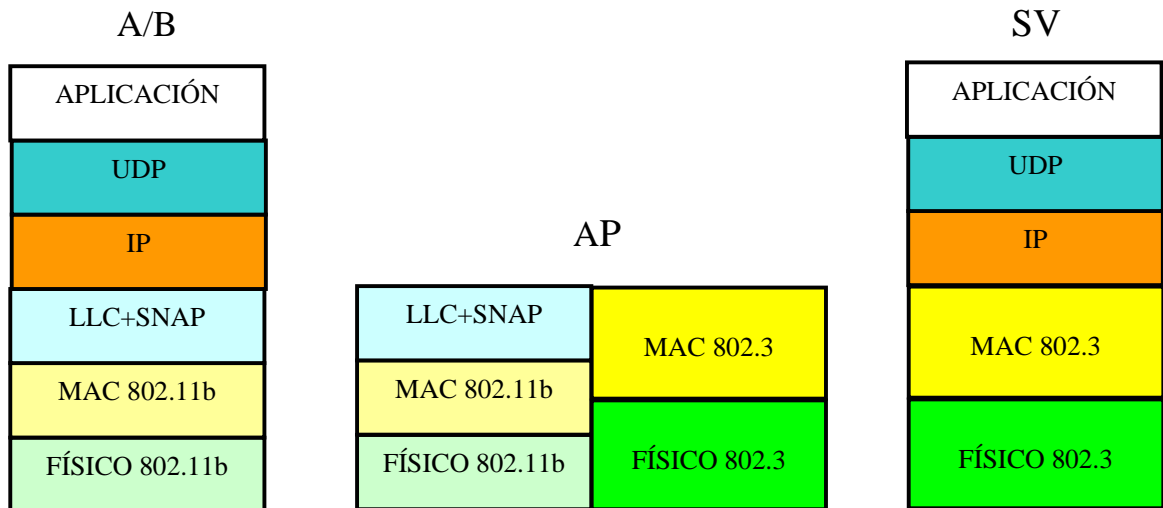 A/B
APLICACIÓN
UDP
IP
LLC+SNAP
MAC 802.11b
FÍSICO 802.11b
AP
LLC+SNAP
MAC 802.11b
FÍSICO 802.11b
MAC 802.3
FÍSICO 802.3
SV
APLICACIÓN
UDP
IP
MAC 802.3
FÍSICO 802.3